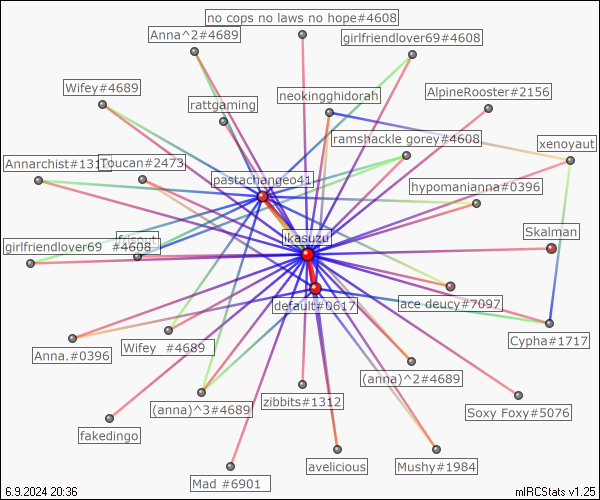 no cops no laws no hope#4608
Anna^2#4689
girlfriendlover69#4608
Wifey#4689
neokingghidorah
AlpineRooster#2156
rattgaming
ramshackle gorey#4608
xenoyaut
Annarchist#131
Toucan#2473
pastachangeo41
hypomanianna#0396
girlfriendlover69 #4608
ikasuzu
Skalman
default#0617
ace deucy#7097
Anna.#0396
Wifey #4689
Cypha#1717
(anna)^2#4689
(anna)^3#4689
zibbits#1312
Soxy Foxy#5076
fakedingo
Mad #6901
avelicious
Mushy#1984
6.9.2024 20:36
mIRCStats v1.25